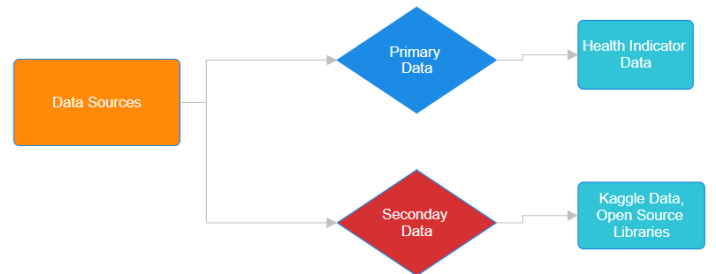 Data Sources
Primary
Data
Health Indicator
Data
Seconday
Data
Kaggle Data,
Open Source
Libraries